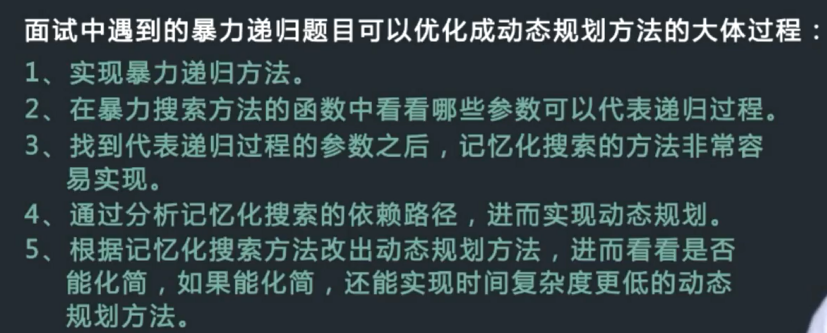 面试中遇到的暴力递归题目可以优化成动态规划方法的大体过程：
1、实现暴力递归方法。
2、在暴力搜索方法的函数中看看哪些参数可以代表递归过程。
3、找到代表递归过程的参数之后，记忆化搜索的方法非常容
易实现。
4、通过分析记忆化搜索的依赖路径，进而实现动态规划。
5、根据记忆化搜索方法改出动态规划方法，进而看看是否
能化简，如果能化简，还能实现时间复杂度更低的动态
规划方法。